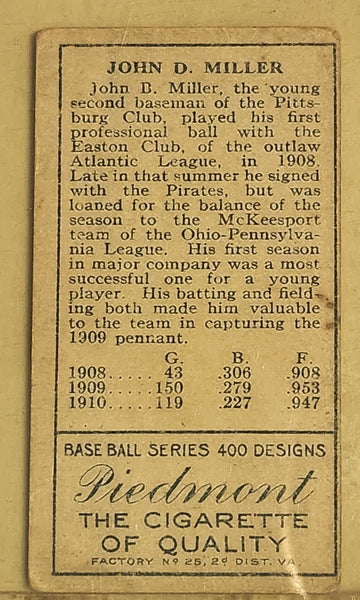 JOHN D. MILLER
John B. Miller, the young
second baseman of the Pitts-
burg Club, played his first
professional ball with the
Easton Club, of the outlaw
Atlantic League, in 1908.
Late in that summer he signed
with the Pirates, but was
loaned for the balance of the
season to the McKeesport
team of the Ohio-Pennsylva-
nia League. His first season
in major company was a most
successful one for a young
player. His batting and field-
ing both made him valuable
to the team in capturing the
1909 pennant.
G. B. F.
1908..... 43 .306 .908
1909.....150 .279 .953
1910.....119 .227 .947
BASE BALL SERIES 400 DESIGNS
Piedmont
THE CIGARETTE
OF QUALITY
FACTORY Nº 25, 2d DIST. VA.